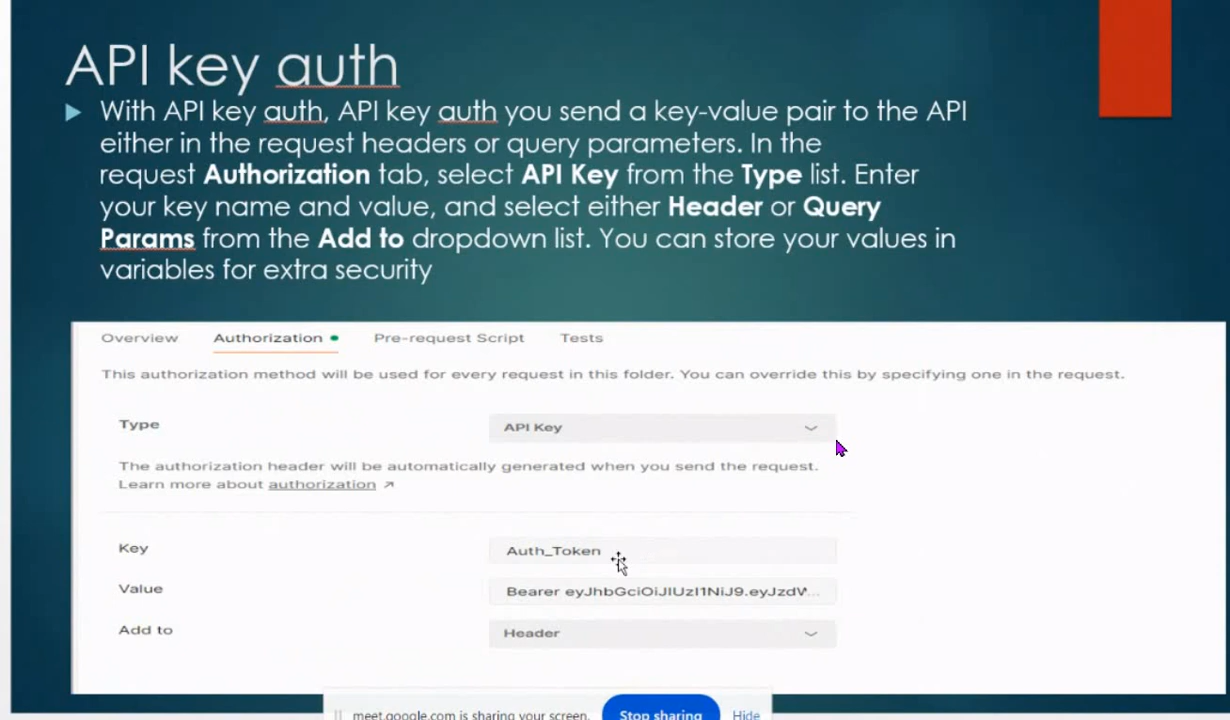 API key auth
With API key auth, API key auth you send a key-value pair to the API
either in the request headers or query parameters. In the
request Authorization tab, select API Key from the Type list. Enter
your key name and value, and select either Header or Query
Params from the Add to dropdown list. You can store your values in
variables for extra security
Overview Authorization Pre-request Script Tests
This authorization method will be used for every request in this folder. You can override this by specifying one in the request.
Type API Key
The authorization header will be automatically generated when you send the request.
Learn more about authorization ↗
Key Auth_Token
Value Bearer eyJhbGciOiJIUzI1NiJ9.eyJzdW...
Add to Header
meet.google.com is sharing your screen. Stop sharing Hide